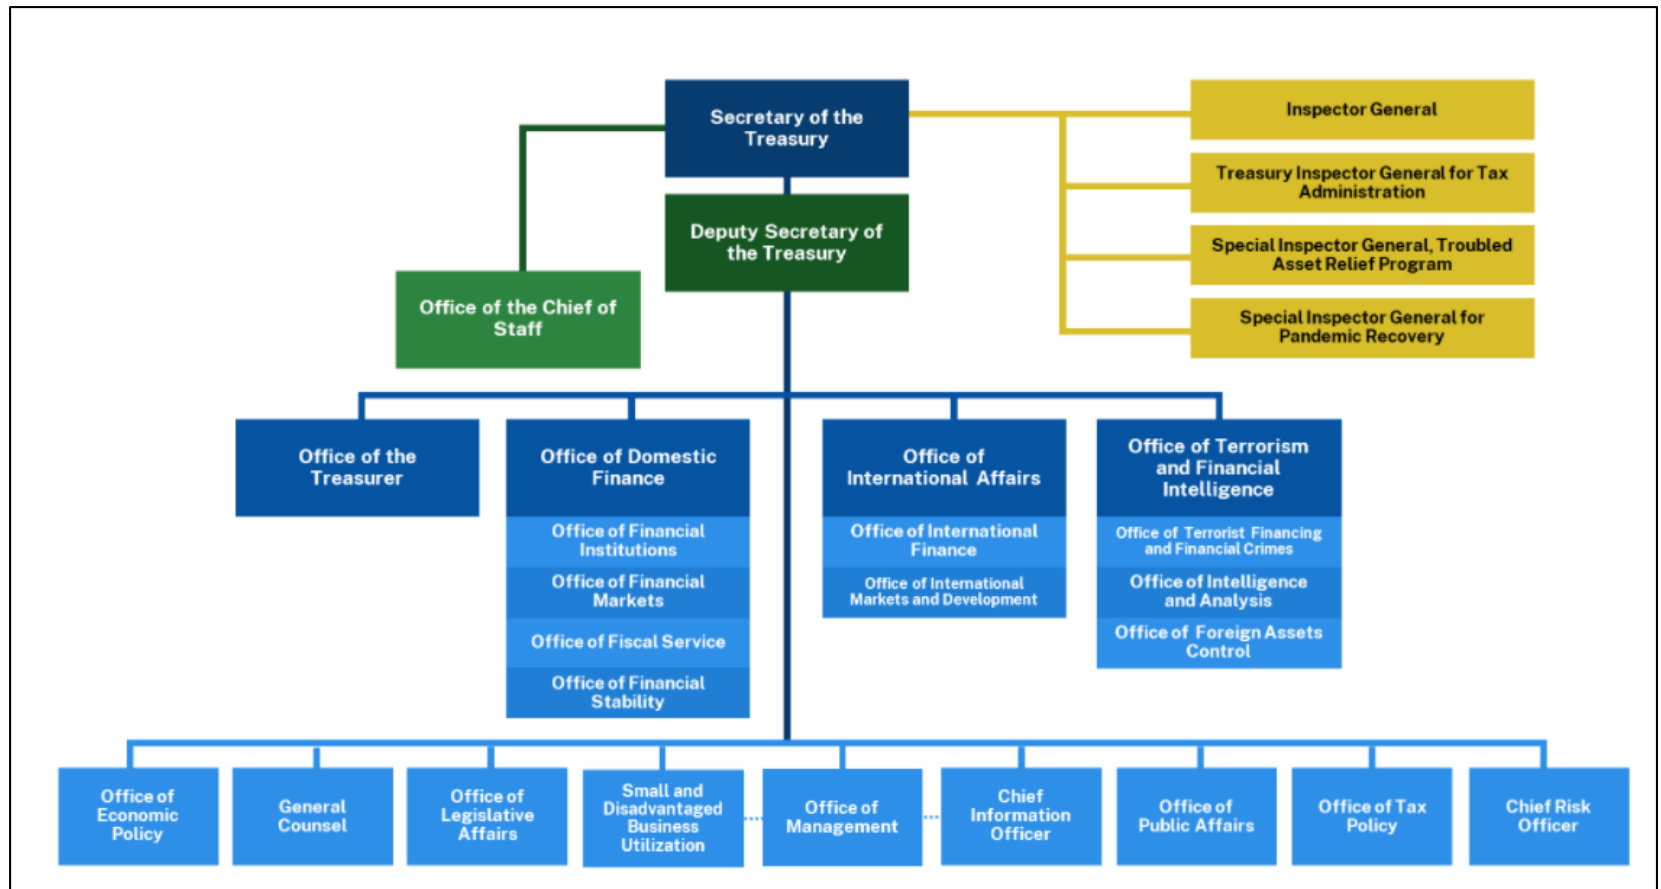 Secretary of the
Treasury
Inspector General
Treasury Inspector General for Tax
Administration
Deputy Secretary of
the Treasury
Special Inspector General, Troubled
Asset Relief Program
Office of the Chief of
Staff
Special Inspector General for
Pandemic Recovery
Office of the
Treasurer
Office of Domestic
Finance
Office of Financial
Institutions
Office of Financial
Markets
Office of Fiscal Service
Office of Financial
Stability
Office of
International Affairs
Office of International
Finance
Office of International
Markets and Development
Office of Terrorism
and Financial
Intelligence
Office of Terrorist Financing
and Financial Crimes
Office of Intelligence
and Analysis
Office of Foreign Assets
Control
Office of
Economic
Policy
General
Counsel
Office of
Legislative
Affairs
Small and
Disadvantaged
Business
Utilization
Office of
Management
Chief
Information
Officer
Office of
Public Affairs
Office of Tax
Policy
Chief Risk
Officer